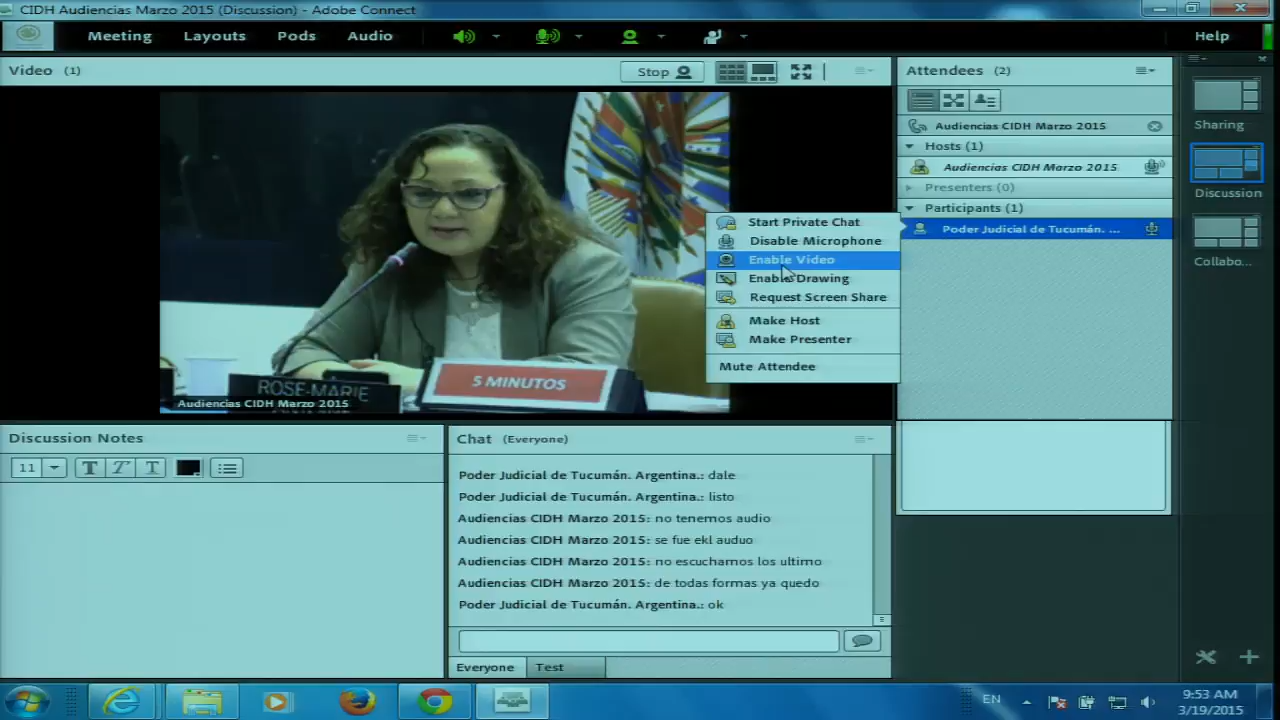 CIDH Audiencias Marzo 2015 (Discussion) - Adobe Connect
Meeting Layouts Pods Audio Help
Video (1) Stop
Attendees (2)
Audiencias CIDH Marzo 2015
Hosts (1)
Audiencias CIDH Marzo 2015
Presenters (0)
Participants (1)
Poder Judicial de Tucumán. ...
Sharing
Discussion
Collabo...
Start Private Chat
Disable Microphone
Enable Video
Enable Drawing
Request Screen Share
Make Host
Make Presenter
Mute Attendee
5 MINUTOS
ROSE-MARIE
Audiencias CIDH Marzo 2015
Discussion Notes
11 T T T
Chat (Everyone)
Poder Judicial de Tucumán. Argentina.: dale
Poder Judicial de Tucumán. Argentina.: listo
Audiencias CIDH Marzo 2015: no tenemos audio
Audiencias CIDH Marzo 2015: se fue ekl auduo
Audiencias CIDH Marzo 2015: no escuchamos los ultimo
Audiencias CIDH Marzo 2015: de todas formas ya quedo
Poder Judicial de Tucumán. Argentina.: ok
Everyone Test
EN
9:53 AM
3/19/2015